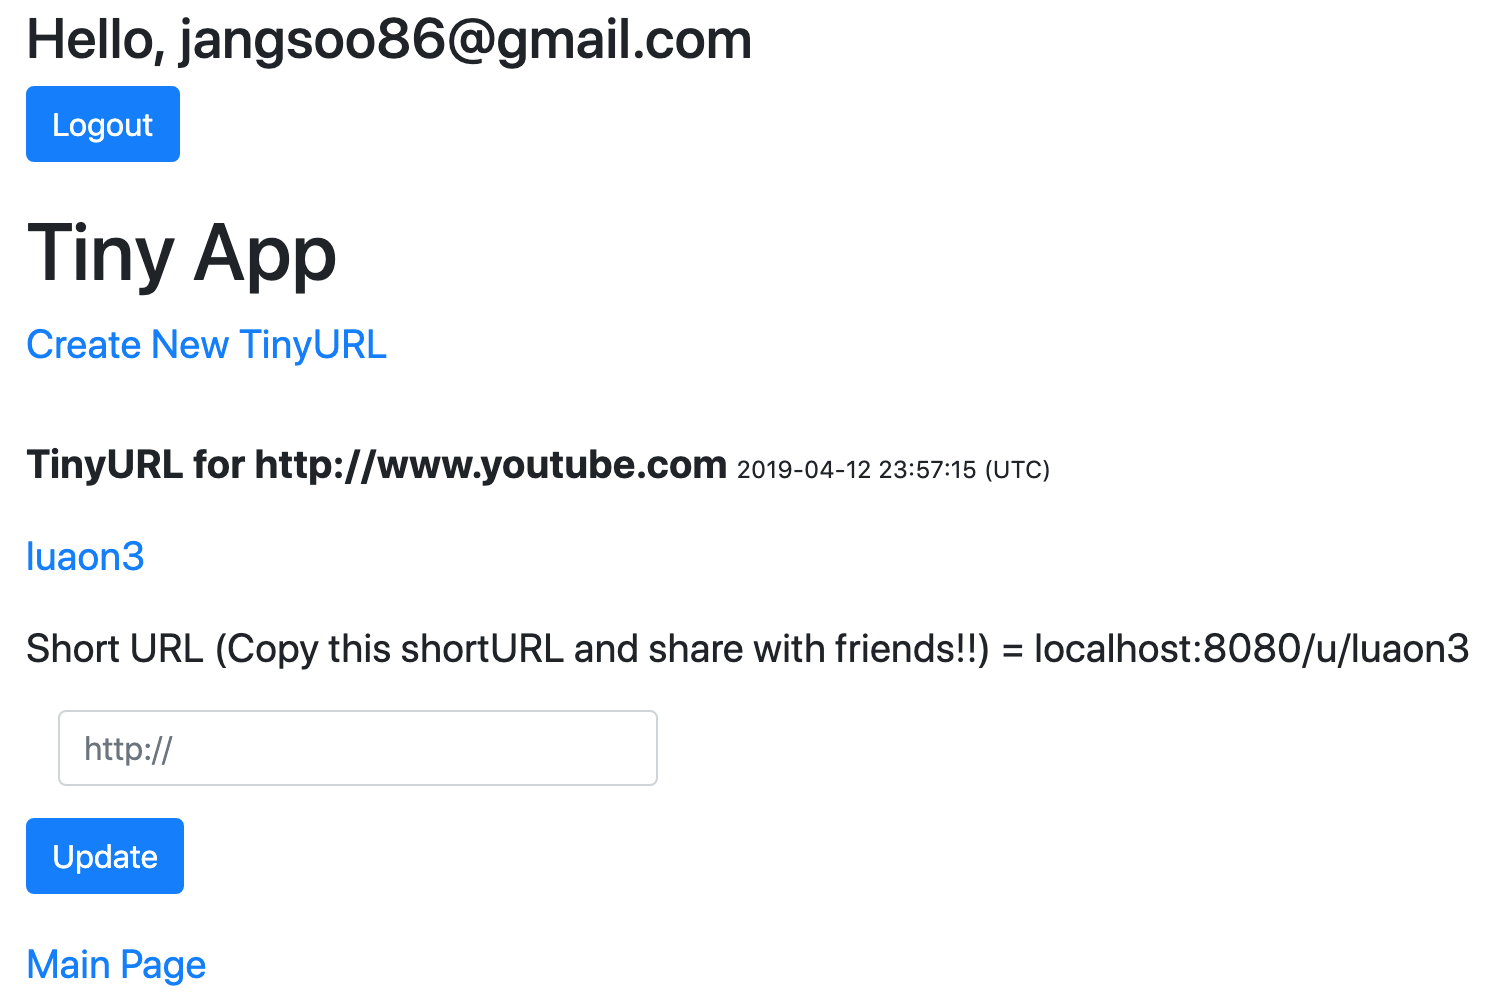 Hello, jangsoo86@gmail.com
Logout
Tiny App
Create New TinyURL
TinyURL for http://www.youtube.com 2019-04-12 23:57:15 (UTC)
luaon3
Short URL (Copy this shortURL and share with friends!!) = localhost:8080/u/luaon3
http://
Update
Main Page